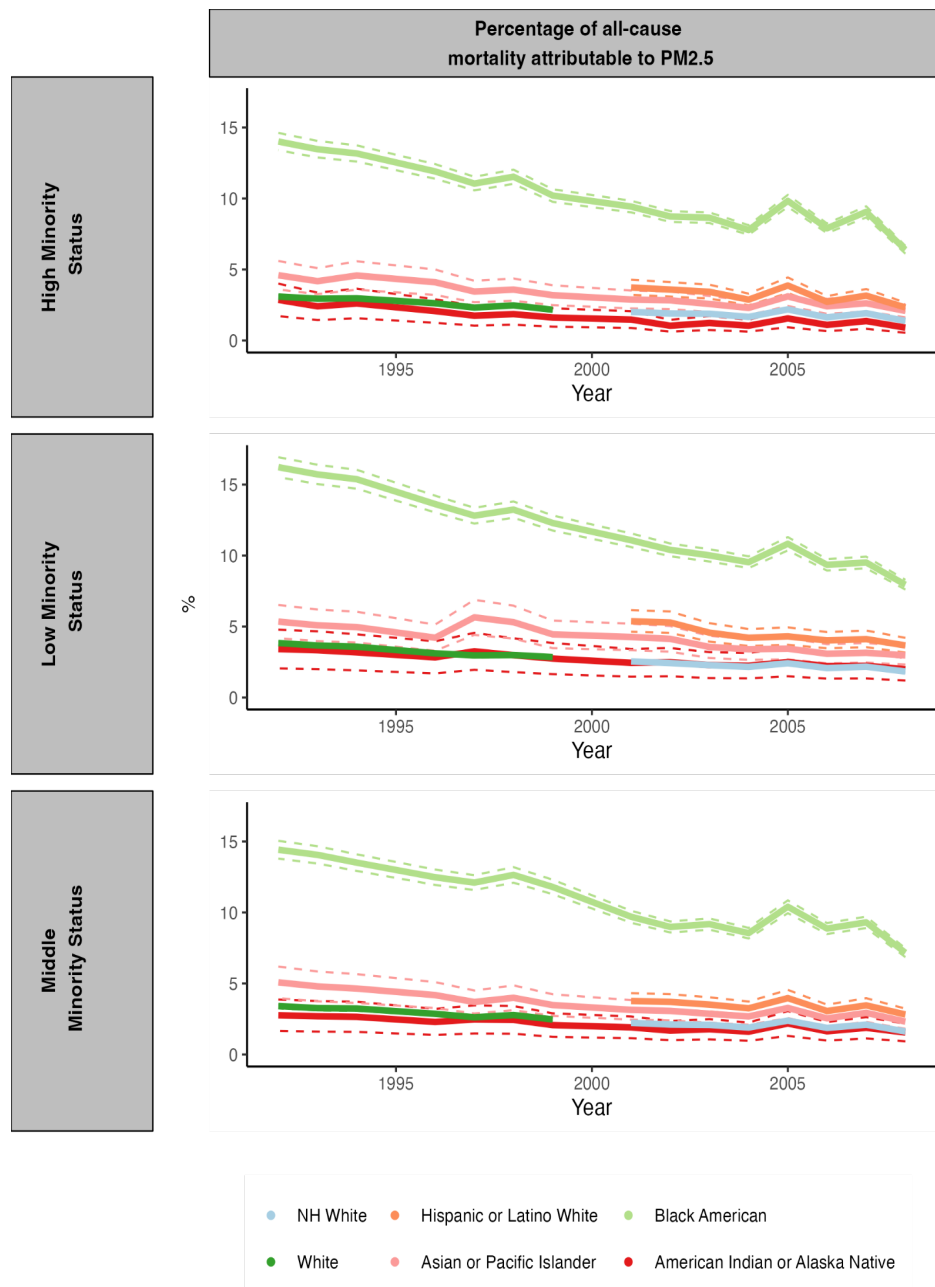 Percentage of all-cause
mortality attributable to PM2.5
High Minority
Status
15
10
5
0
1995 2000 2005
Year
Low Minority
Status
%
15
10
5
0
1995 2000 2005
Year
Middle
Minority Status
15
10
5
0
1995 2000 2005
Year
NH White Hispanic or Latino White Black American
White Asian or Pacific Islander American Indian or Alaska Native